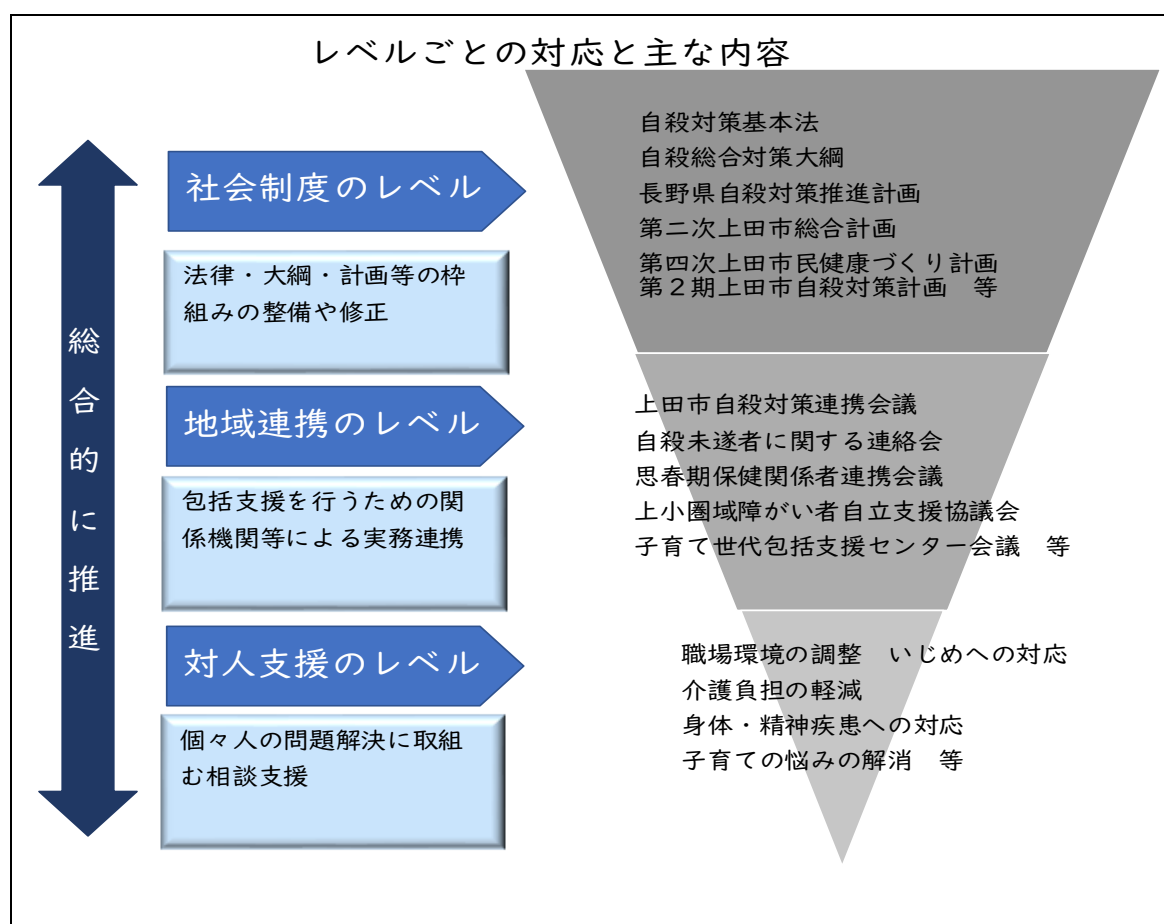 レベルごとの対応と主な内容
総合的に推進
社会制度のレベル
法律・大綱・計画等の枠
組みの整備や修正
自殺対策基本法
自殺総合対策大綱
長野県自殺対策推進計画
第二次上田市総合計画
第四次上田市民健康づくり計画
第２期上田市自殺対策計画　等
地域連携のレベル
包括支援を行うための関
係機関等による実務連携
上田市自殺対策連携会議
自殺未遂者に関する連絡会
思春期保健関係者連携会議
上小圏域障がい者自立支援協議会
子育て世代包括支援センター会議　等
対人支援のレベル
個々人の問題解決に取組
む相談支援
職場環境の調整　いじめへの対応
介護負担の軽減
身体・精神疾患への対応
子育ての悩みの解消　等